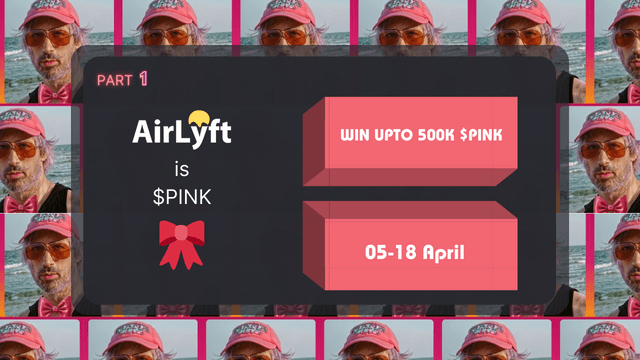 PART 1
AirLyft
is
$PINK
WIN UPTO 500K $PINK
05-18 April